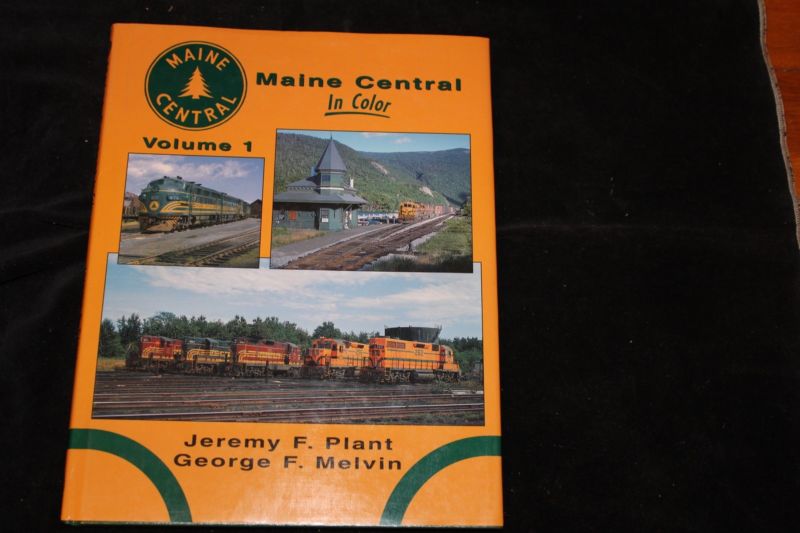 MAINE
CENTRAL
Maine Central
In Color
Volume 1
Jeremy F. Plant
George F. Melvin